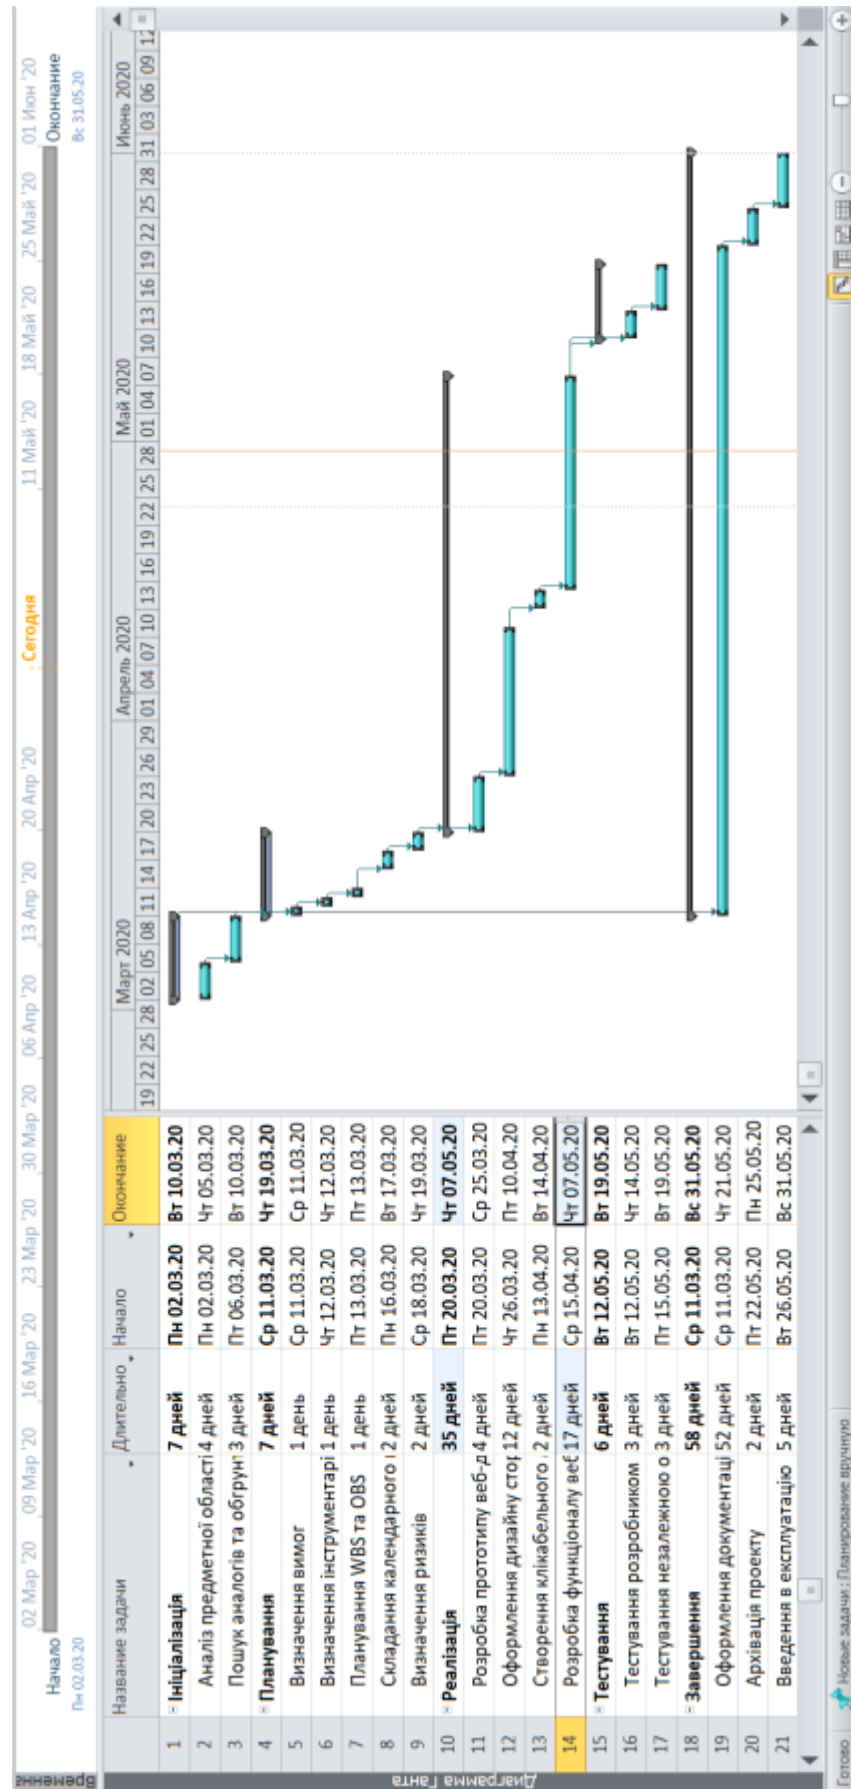 02 Мар '20 09 Мар '20 16 Мар '20 23 Мар '20 30 Мар '20 06 Апр '20 13 Апр '20 20 Апр '20 Сегодня 11 Май '20 18 Май '20 25 Май '20 01 Июн '20
Начало Окончание
Пн 02.03.20 Вс 31.05.20
Название задачи Длительно Начало Окончание
Март 2020 Апрель 2020 Май 2020 Июнь 2020
19 22 25 28 02 05 08 11 14 17 20 23 26 29 01 04 07 10 13 16 19 22 25 28 01 04 07 10 13 16 19 22 25 28 31 03 06 09 12
1 Ініціалізація 7 дней Пн 02.03.20 Вт 10.03.20
2 Аналіз предметної області 4 дней Пн 02.03.20 Чт 05.03.20
3 Пошук аналогів та обгрунт 3 дней Пт 06.03.20 Вт 10.03.20
4 Планування 7 дней Ср 11.03.20 Чт 19.03.20
5 Визначення вимог 1 день Ср 11.03.20 Ср 11.03.20
6 Визначення інструментарі 1 день Чт 12.03.20 Чт 12.03.20
7 Планування WBS та OBS 1 день Пт 13.03.20 Пт 13.03.20
8 Складання календарного 2 дней Пн 16.03.20 Вт 17.03.20
9 Визначення ризиків 2 дней Ср 18.03.20 Чт 19.03.20
10 Реалізація 35 дней Пт 20.03.20 Чт 07.05.20
11 Розробка прототипу веб-д 4 дней Пт 20.03.20 Ср 25.03.20
12 Оформлення дизайну стор 12 дней Чт 26.03.20 Пт 10.04.20
13 Створення клікабельного 2 дней Пн 13.04.20 Вт 14.04.20
14 Розробка функціоналу веб 17 дней Ср 15.04.20 Чт 07.05.20
15 Тестування 6 дней Вт 12.05.20 Вт 19.05.20
16 Тестування розробником 3 дней Вт 12.05.20 Чт 14.05.20
17 Тестування незалежною о 3 дней Пт 15.05.20 Вт 19.05.20
18 Завершення 58 дней Ср 11.03.20 Вс 31.05.20
19 Оформлення документаці 52 дней Ср 11.03.20 Чт 21.05.20
20 Архівація проекту 2 дней Пт 22.05.20 Пн 25.05.20
21 Введення в експлуатацію 5 дней Вт 26.05.20 Вс 31.05.20
Диаграмма Ганта
Готово Новые задачи : Планирование вручную